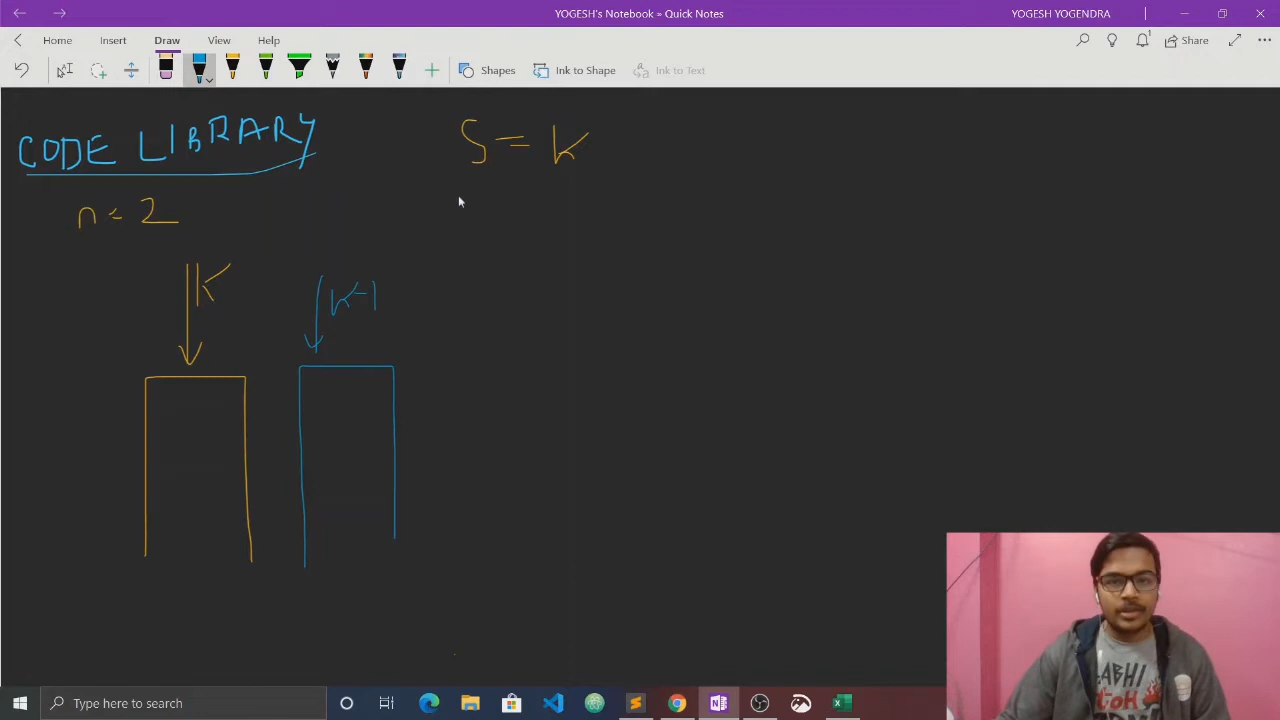 YOGESH's Notebook » Quick Notes
YOGESH YOGENDRA
Home Insert Draw View Help
Share
Shapes
Ink to Shape
Ink to Text
CODE LIBRARY
S = K
n = 2
K
K-1
LABHI
Type here to search